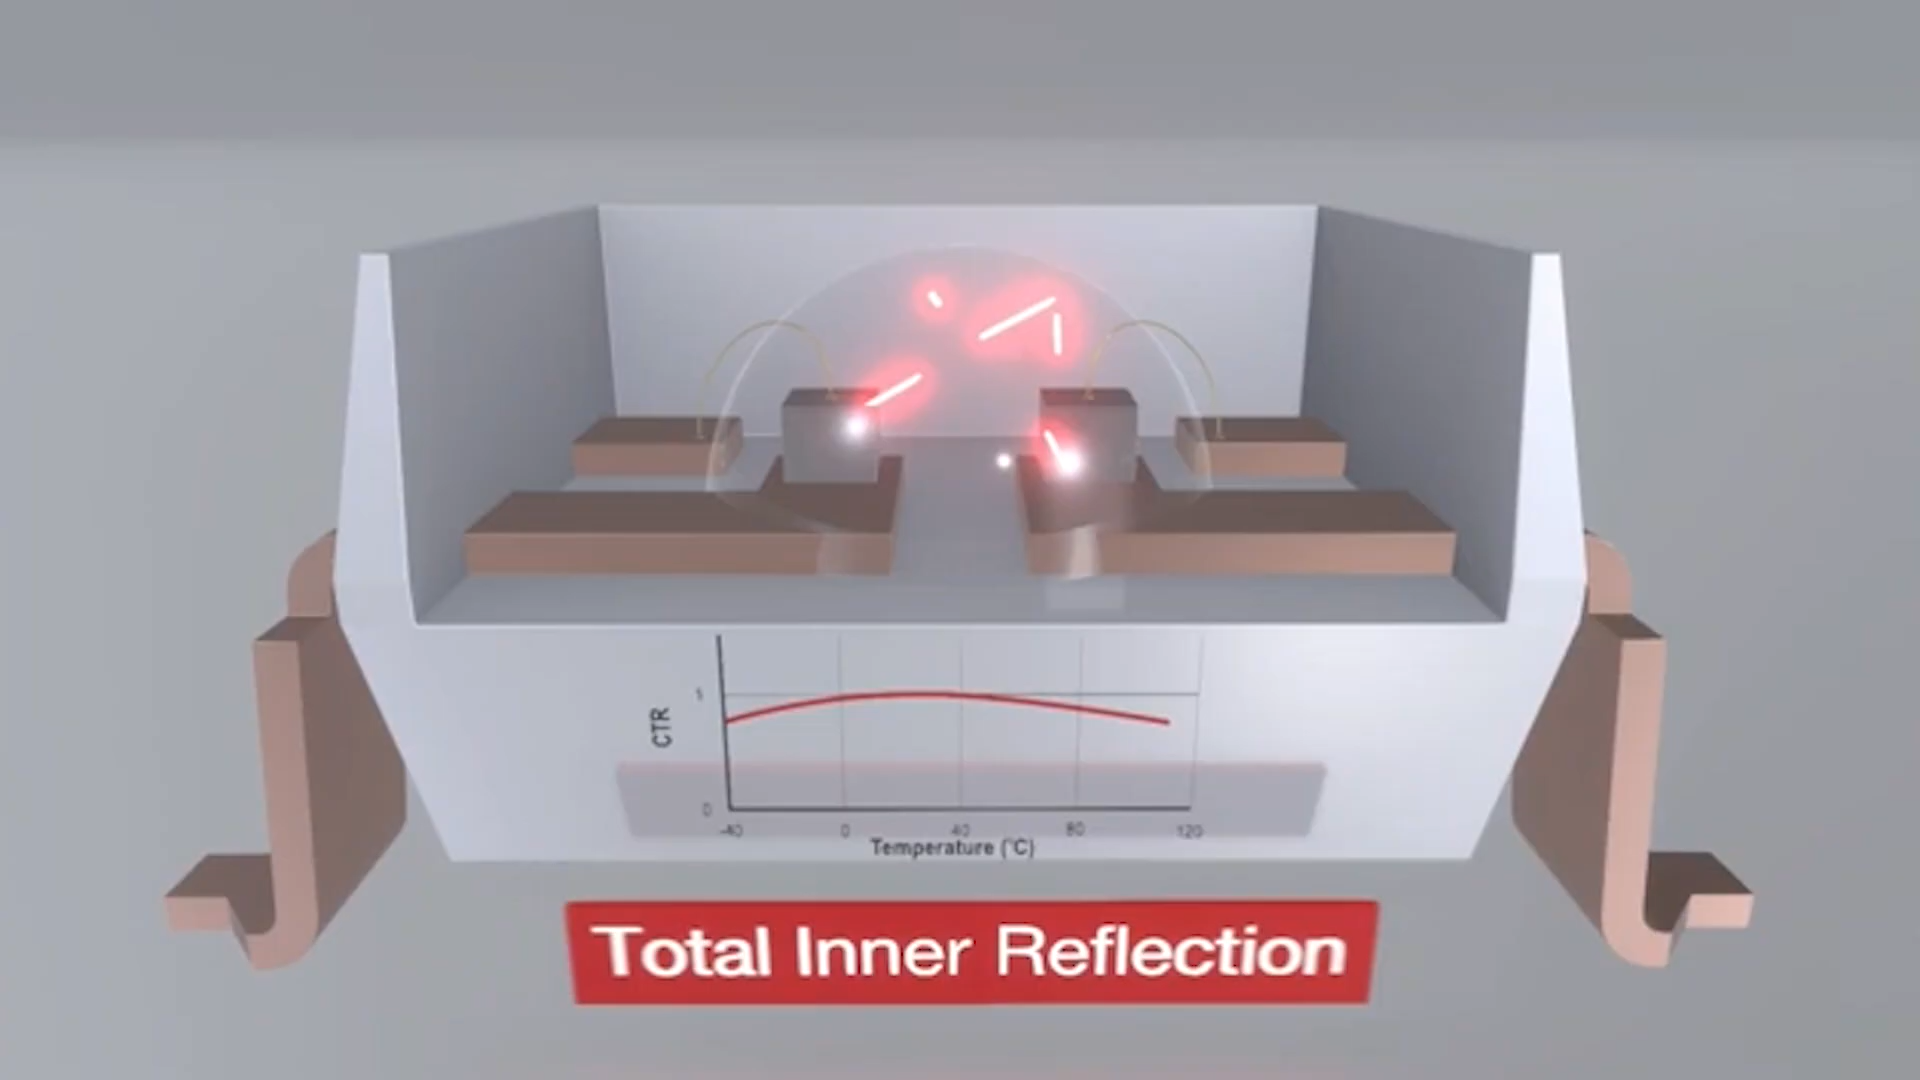 1
CTR
0
-40 0 40 80 120
Temperature (°C)
Total Inner Reflection